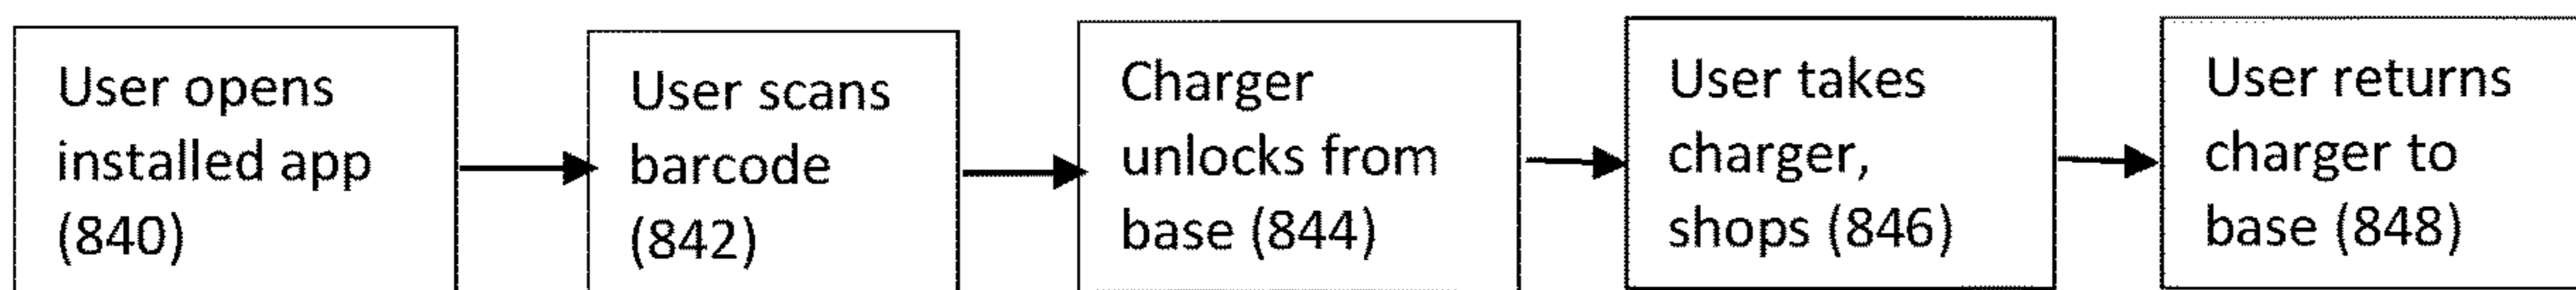 User opens
installed app
(840)
User scans
barcode
(842)
Charger
unlocks from
base (844)
User takes
charger,
shops (846)
User returns
charger to
base (848)